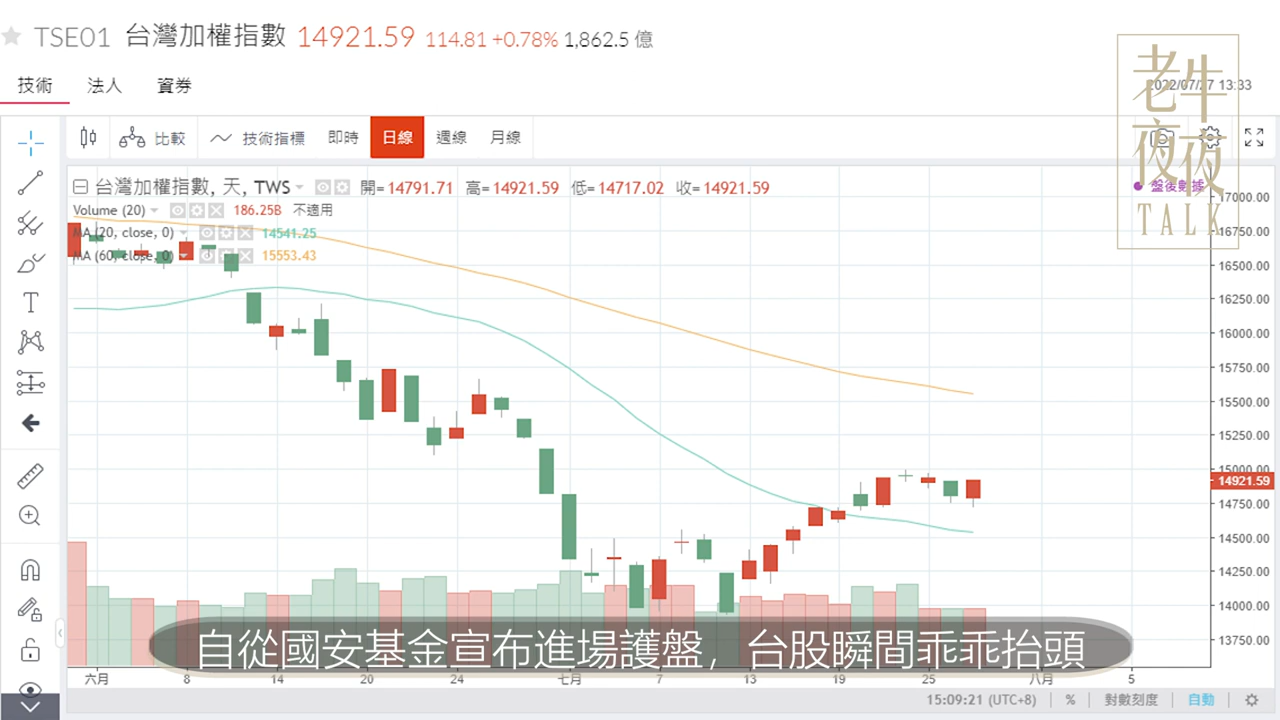 TSE01 台灣加權指數 14921.59 114.81 +0.78% 1,862.5 億
技術 法人 資券
2022/07/27 13:33
老牛
夜夜
TALK
比較 技術指標 即時 日線 週線 月線
台灣加權指數, 天, TWS 開= 14791.71 高= 14921.59 低= 14717.02 收= 14921.59
盤後數據
Volume (20) 186.25B 不適用
MA (20, close, 0) 14541.25
MA (60, close, 0) 15553.43
17000.00
16750.00
16500.00
16250.00
16000.00
15750.00
15500.00
15250.00
15000.00
14921.59
14750.00
14500.00
14250.00
14000.00
13750.00
自從國安基金宣布進場護盤, 台股瞬間乖乖抬頭
六月 8 14 20 24 七月 7 13 19 25 八月 5
15:09:21 (UTC+8) % 對數刻度 自動